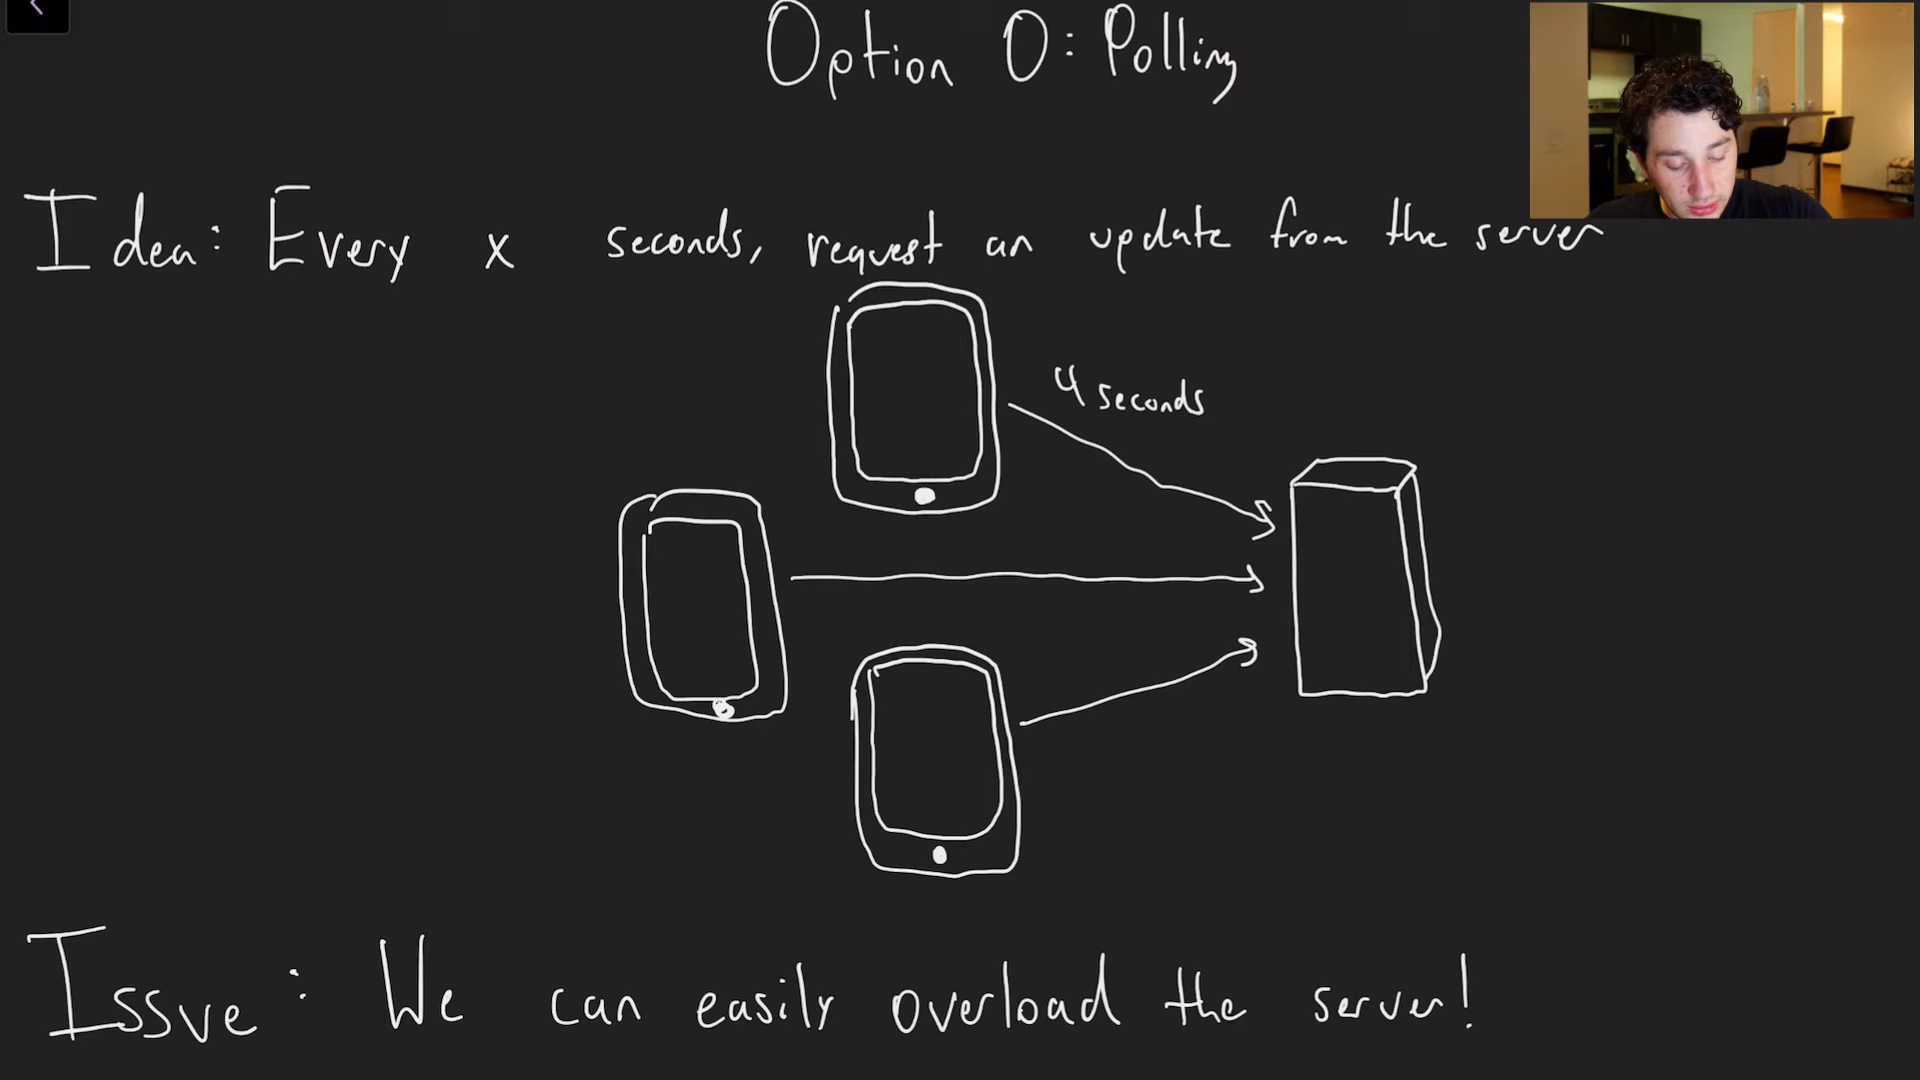 Option 0: Polling
Idea: Every x seconds, request an update from the server
4 seconds
Issue: We can easily overload the server!